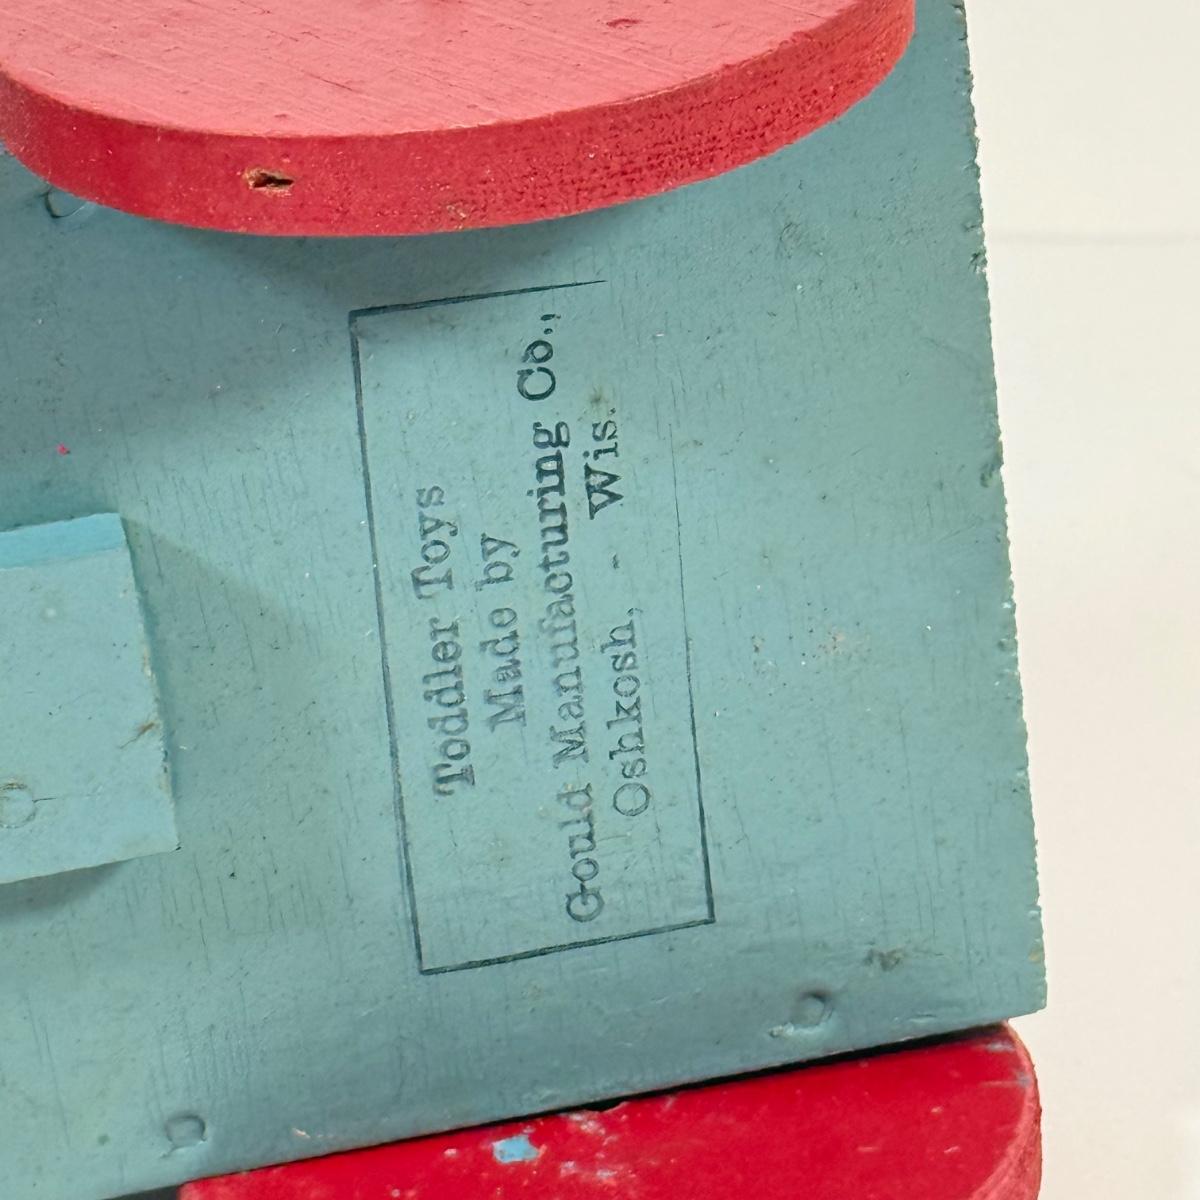 Toddler Toys
Made by
Gould Manufacturing Co.,
Oshkosh, - Wis.